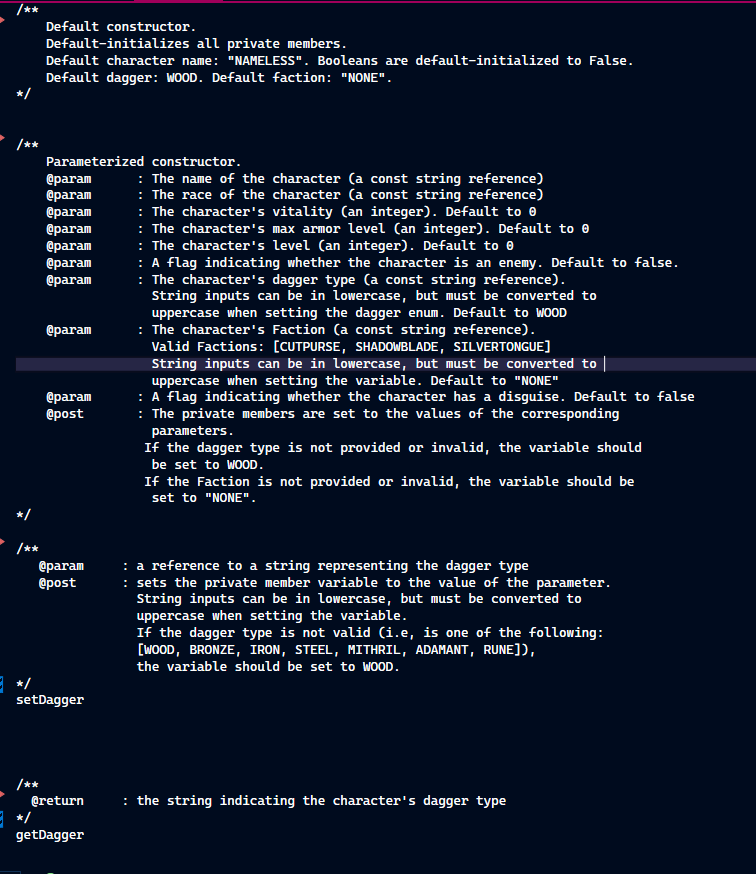 /**
Default constructor.
Default-initializes all private members.
Default character name: "NAMELESS". Booleans are default-initialized to False.
Default dagger: WOOD. Default faction: "NONE".
*/
/**
Parameterized constructor.
@param : The name of the character (a const string reference)
@param : The race of the character (a const string reference)
@param : The character's vitality (an integer). Default to 0
@param : The character's max armor level (an integer). Default to 0
@param : The character's level (an integer). Default to 0
@param : A flag indicating whether the character is an enemy. Default to false.
@param : The character's dagger type (a const string reference).
String inputs can be in lowercase, but must be converted to
uppercase when setting the dagger enum. Default to WOOD
@param : The character's Faction (a const string reference).
Valid Factions: [CUTPURSE, SHADOWBLADE, SILVERTONGUE]
String inputs can be in lowercase, but must be converted to
uppercase when setting the variable. Default to "NONE"
@param : A flag indicating whether the character has a disguise. Default to false
@post : The private members are set to the values of the corresponding
parameters.
If the dagger type is not provided or invalid, the variable should
be set to WOOD.
If the Faction is not provided or invalid, the variable should be
set to "NONE".
*/
/**
@param : a reference to a string representing the dagger type
@post : sets the private member variable to the value of the parameter.
String inputs can be in lowercase, but must be converted to
uppercase when setting the variable.
If the dagger type is not valid (i.e, is one of the following:
[WOOD, BRONZE, IRON, STEEL, MITHRIL, ADAMANT, RUNE]),
the variable should be set to WOOD.
*/
setDagger
/**
@return : the string indicating the character's dagger type
*/
getDagger